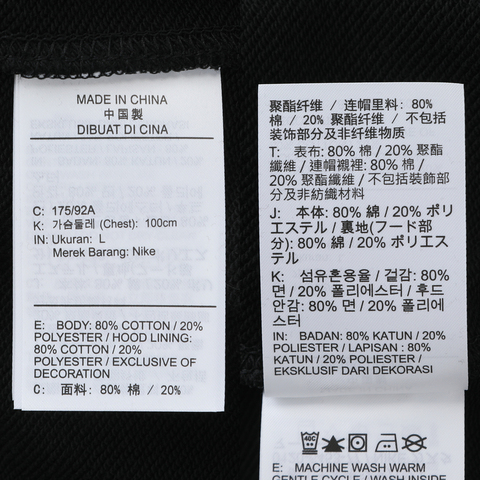 MADE IN CHINA
中国製
DIBUAT DI CINA
C: 175/92A
K: 가슴둘레 (Chest): 100cm
IN: Ukuran: L
Merek Barang: Nike
E: BODY: 80% COTTON / 20%
POLYESTER / HOOD LINING:
80% COTTON / 20%
POLYESTER / EXCLUSIVE OF
DECORATION
C: 面料: 80% 棉 / 20%
聚酯纤维 / 连帽里料: 80%
棉 / 20% 聚酯纤维 / 不包括
装饰部分及非纤维物质
T: 表布: 80% 棉 / 20% 聚酯
纖維 / 連帽襯裡: 80% 棉 /
20% 聚酯纖維 / 不包括裝飾部
分及非紡織材料
J: 本体: 80% 綿 / 20% ポリ
エステル / 裏地(フード部
分): 80% 綿 / 20% ポリエス
テル
K: 섬유혼용율 / 겉감: 80%
면 / 20% 폴리에스터 / 후드
안감: 80% 면 / 20% 폴리에
스터
IN: BADAN: 80% KATUN / 20%
POLIESTER / LAPISAN : 80%
KATUN / 20% POLIESTER /
EKSKLUSIF DARI DEKORASI
40C
E: MACHINE WASH WARM
GENTLE CYCLE / WASH INSIDE